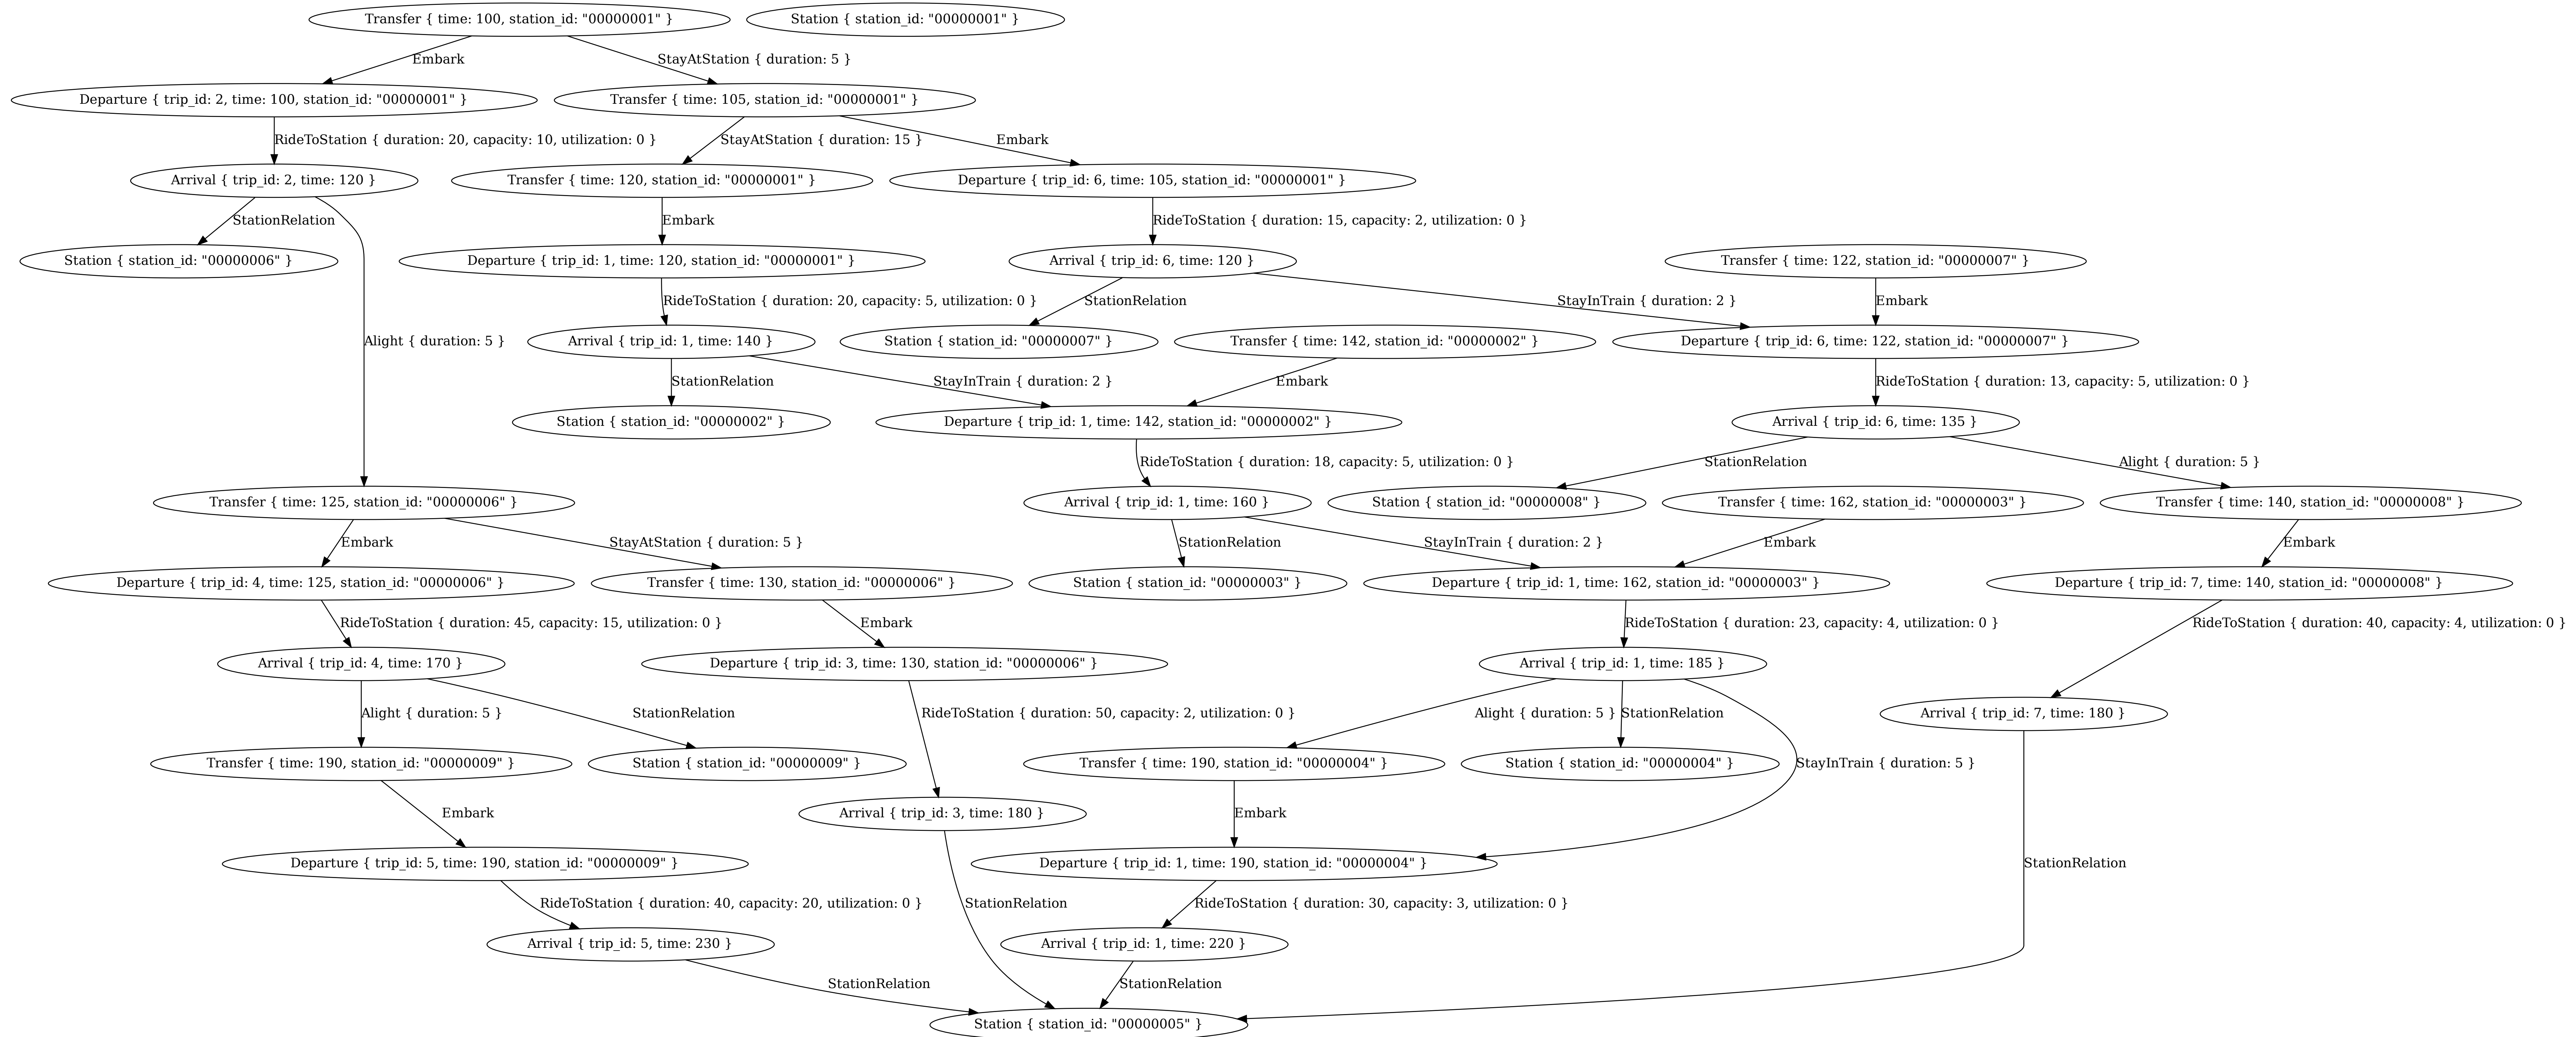 Transfer { time: 100, station_id: "00000001" }
Station { station_id: "00000001" }
Embark
StayAtStation { duration: 5 }
Departure { trip_id: 2, time: 100, station_id: "00000001" }
Transfer { time: 105, station_id: "00000001" }
RideToStation { duration: 20, capacity: 10, utilization: 0 }
StayAtStation { duration: 15 }
Embark
Arrival { trip_id: 2, time: 120 }
Transfer { time: 120, station_id: "00000001" }
Departure { trip_id: 6, time: 105, station_id: "00000001" }
StationRelation
Embark
RideToStation { duration: 15, capacity: 2, utilization: 0 }
Station { station_id: "00000006" }
Departure { trip_id: 1, time: 120, station_id: "00000001" }
Arrival { trip_id: 6, time: 120 }
Transfer { time: 122, station_id: "00000007" }
RideToStation { duration: 20, capacity: 5, utilization: 0 }
StationRelation
StayInTrain { duration: 2 }
Embark
Alight { duration: 5 }
Arrival { trip_id: 1, time: 140 }
Station { station_id: "00000007" }
Transfer { time: 142, station_id: "00000002" }
Departure { trip_id: 6, time: 122, station_id: "00000007" }
StationRelation
StayInTrain { duration: 2 }
Embark
RideToStation { duration: 13, capacity: 5, utilization: 0 }
Station { station_id: "00000002" }
Departure { trip_id: 1, time: 142, station_id: "00000002" }
Arrival { trip_id: 6, time: 135 }
RideToStation { duration: 18, capacity: 5, utilization: 0 }
StationRelation
Alight { duration: 5 }
Transfer { time: 125, station_id: "00000006" }
Arrival { trip_id: 1, time: 160 }
Station { station_id: "00000008" }
Transfer { time: 162, station_id: "00000003" }
Transfer { time: 140, station_id: "00000008" }
Embark
StayAtStation { duration: 5 }
StationRelation
StayInTrain { duration: 2 }
Embark
Embark
Departure { trip_id: 4, time: 125, station_id: "00000006" }
Transfer { time: 130, station_id: "00000006" }
Station { station_id: "00000003" }
Departure { trip_id: 1, time: 162, station_id: "00000003" }
Departure { trip_id: 7, time: 140, station_id: "00000008" }
RideToStation { duration: 45, capacity: 15, utilization: 0 }
Embark
RideToStation { duration: 23, capacity: 4, utilization: 0 }
RideToStation { duration: 40, capacity: 4, utilization: 0 }
Arrival { trip_id: 4, time: 170 }
Departure { trip_id: 3, time: 130, station_id: "00000006" }
Arrival { trip_id: 1, time: 185 }
Alight { duration: 5 }
StationRelation
RideToStation { duration: 50, capacity: 2, utilization: 0 }
Alight { duration: 5 }
StationRelation
Arrival { trip_id: 7, time: 180 }
Transfer { time: 190, station_id: "00000009" }
Station { station_id: "00000009" }
Transfer { time: 190, station_id: "00000004" }
Station { station_id: "00000004" }
StayInTrain { duration: 5 }
Embark
Arrival { trip_id: 3, time: 180 }
Embark
Departure { trip_id: 5, time: 190, station_id: "00000009" }
Departure { trip_id: 1, time: 190, station_id: "00000004" }
StationRelation
RideToStation { duration: 40, capacity: 20, utilization: 0 }
StationRelation
RideToStation { duration: 30, capacity: 3, utilization: 0 }
Arrival { trip_id: 5, time: 230 }
Arrival { trip_id: 1, time: 220 }
StationRelation
StationRelation
Station { station_id: "00000005" }